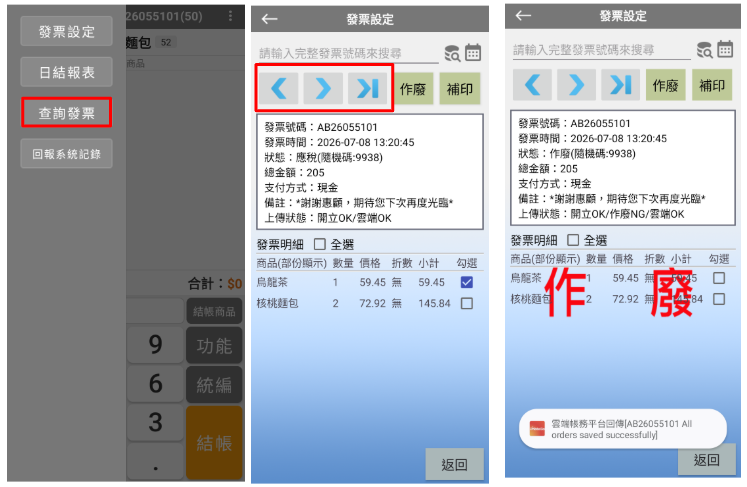 發票設定
日結報表
查詢發票
回報系統記錄
26055101(50)
麵包 52
商品
合計：$0
結帳商品
9 功能
6 統編
3
結帳
.
發票設定
請輸入完整發票號碼來搜尋
作廢 補印
發票號碼：AB26055101
發票時間：2026-07-08 13:20:45
狀態：應稅(隨機碼:9938)
總金額：205
支付方式：現金
備註：*謝謝惠顧，期待您下次再度光臨*
上傳狀態：開立OK/雲端OK
發票明細 全選
商品(部份顯示) 數量 價格 折數 小計 勾選
烏龍茶 1 59.45 無 59.45
核桃麵包 2 72.92 無 145.84
返回
發票設定
請輸入完整發票號碼來搜尋
作廢 補印
發票號碼：AB26055101
發票時間：2026-07-08 13:20:45
狀態：作廢(隨機碼:9938)
總金額：205
支付方式：現金
備註：*謝謝惠顧，期待您下次再度光臨*
上傳狀態：開立OK/作廢NG/雲端OK
發票明細 全選
商品(部份顯示) 數量 價格 折數 小計 勾選
烏龍茶 1 59.45 無 59.45
核桃麵包 2 72.92 無 145.84
作廢
雲端帳務平台回傳[AB26055101 All
orders saved successfully]
返回